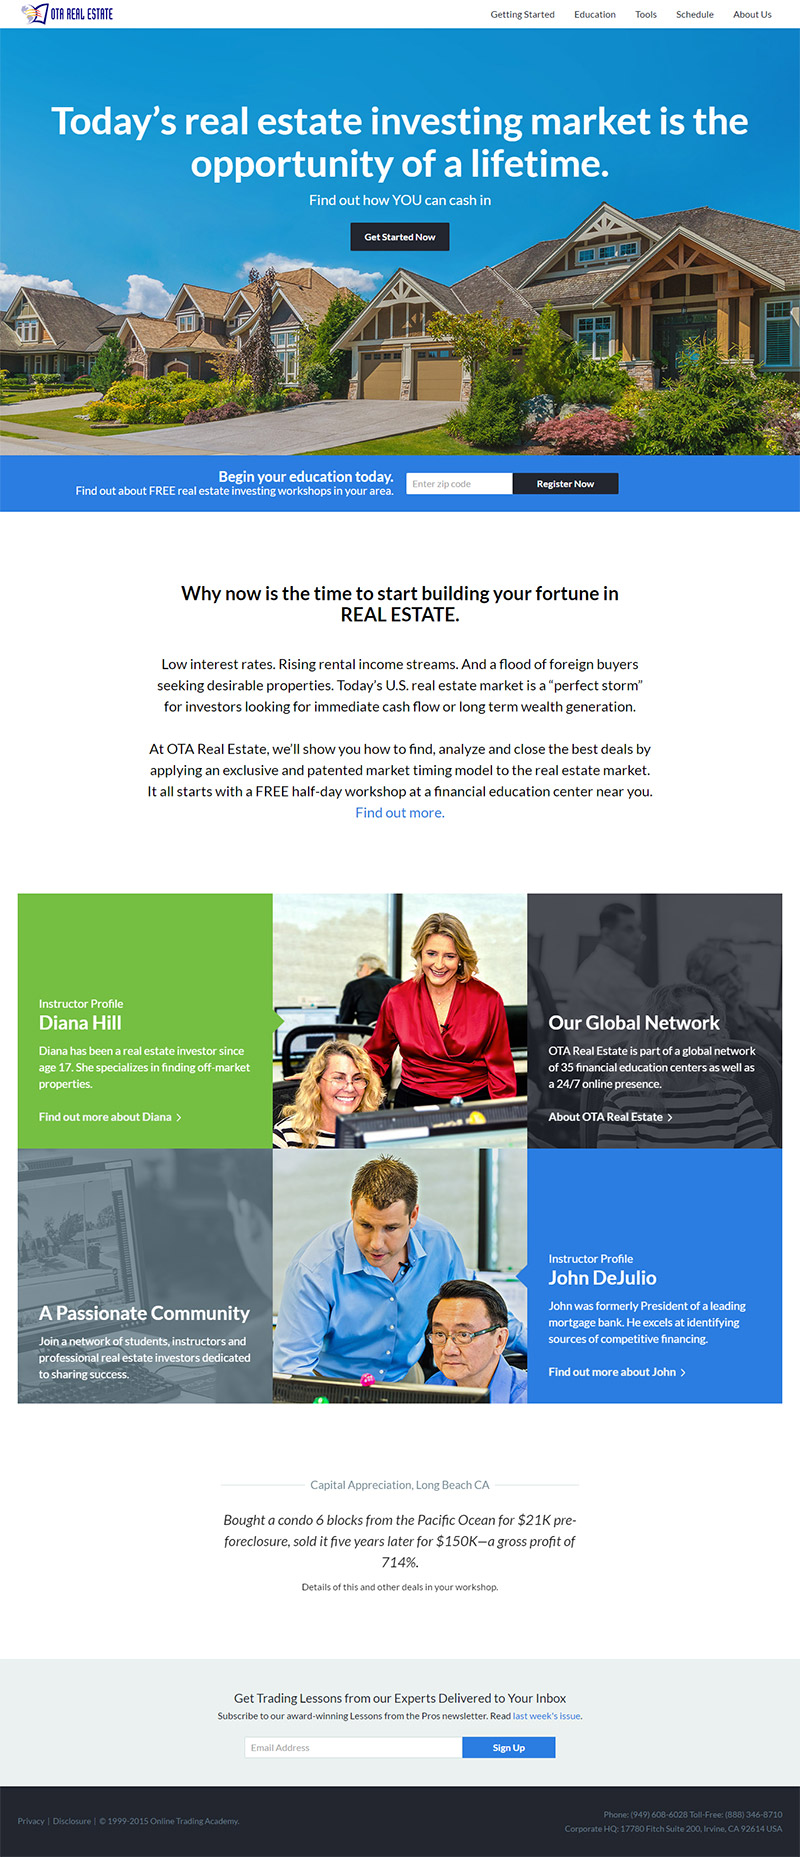 OTA REAL ESTATE
Getting Started
Education
Tools
Schedule
About Us
Today’s real estate investing market is the
opportunity of a lifetime.
Find out how YOU can cash in
Get Started Now
Begin your education today.
Find out about FREE real estate investing workshops in your area.
Enter zip code
Register Now
Why now is the time to start building your fortune in
REAL ESTATE.
Low interest rates. Rising rental income streams. And a flood of foreign buyers
seeking desirable properties. Today’s U.S. real estate market is a “perfect storm”
for investors looking for immediate cash flow or long term wealth generation.
At OTA Real Estate, we’ll show you how to find, analyze and close the best deals by
applying an exclusive and patented market timing model to the real estate market.
It all starts with a FREE half-day workshop at a financial education center near you.
Find out more.
Instructor Profile
Diana Hill
Diana has been a real estate investor since
age 17. She specializes in finding off-market
properties.
Find out more about Diana >
Our Global Network
OTA Real Estate is part of a global network
of 35 financial education centers as well as
a 24/7 online presence.
About OTA Real Estate >
A Passionate Community
Join a network of students, instructors and
professional real estate investors dedicated
to sharing success.
Instructor Profile
John DeJulio
John was formerly President of a leading
mortgage bank. He excels at identifying
sources of competitive financing.
Find out more about John >
Capital Appreciation, Long Beach CA
Bought a condo 6 blocks from the Pacific Ocean for $21K pre-
foreclosure, sold it five years later for $150K—a gross profit of
714%.
Details of this and other deals in your workshop.
Get Trading Lessons from our Experts Delivered to Your Inbox
Subscribe to our award-winning Lessons from the Pros newsletter. Read last week's issue.
Email Address
Sign Up
Privacy | Disclosure | © 1999-2015 Online Trading Academy.
Phone: (949) 608-6028 Toll-Free: (888) 346-8710
Corporate HQ: 17780 Fitch Suite 200, Irvine, CA 92614 USA